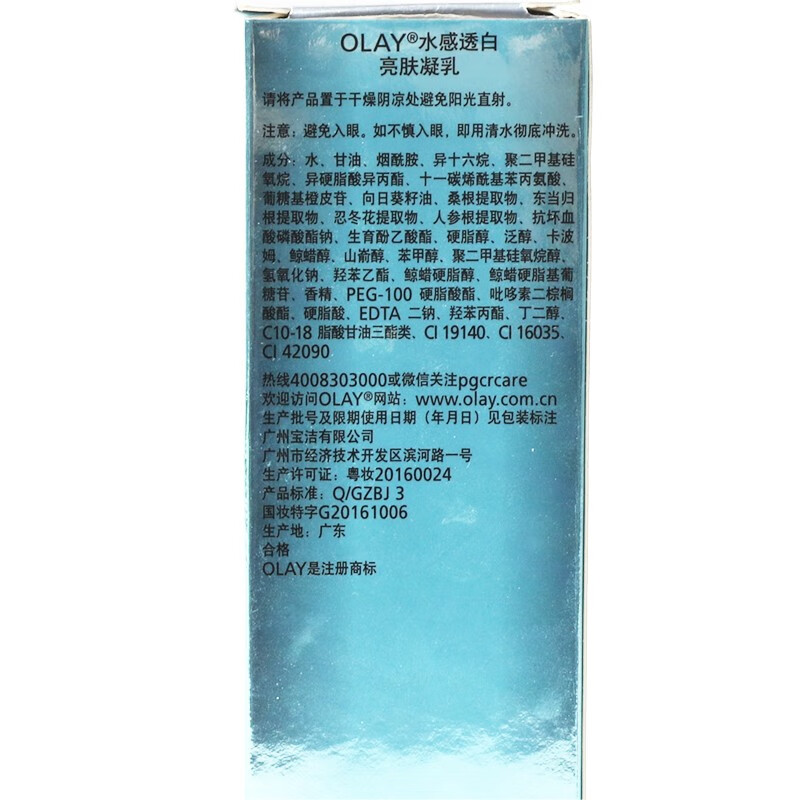 OLAY®水感透白
亮肤凝乳
请将产品置于干燥阴凉处避免阳光直射。
注意：避免入眼。如不慎入眼，即用清水彻底冲洗。
成分：水、甘油、烟酰胺、异十六烷、聚二甲基硅
氧烷、异硬脂酸异丙酯、十一碳烯酰基苯丙氨酸、
葡糖基橙皮苷、向日葵籽油、桑根提取物、东当归
根提取物、忍冬花提取物、人参根提取物、抗坏血
酸磷酸酯钠、生育酚乙酸酯、硬脂醇、泛醇、卡波
姆、鲸蜡醇、山嵛醇、苯甲醇、聚二甲基硅氧烷醇、
氢氧化钠、羟苯乙酯、鲸蜡硬脂醇、鲸蜡硬脂基葡
糖苷、香精、PEG-100 硬脂酸酯、吡哆素二棕榈
酸酯、硬脂酸、EDTA 二钠、羟苯丙酯、丁二醇、
C10-18 脂酸甘油三酯类、CI 19140、CI 16035、
CI 42090
热线4008303000或微信关注pgcrcare
欢迎访问OLAY®网站：www.olay.com.cn
生产批号及限期使用日期（年月日）见包装标注
广州宝洁有限公司
广州市经济技术开发区滨河路一号
生产许可证：粤妆20160024
产品标准：Q/GZBJ 3
国妆特字G20161006
生产地：广东
合格
OLAY是注册商标